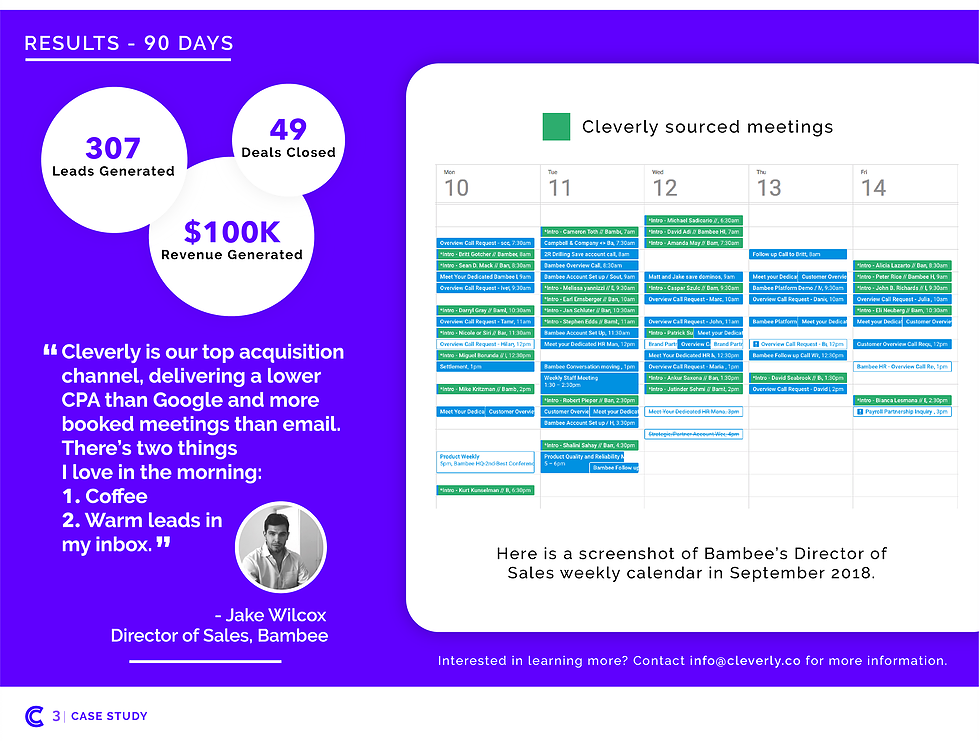 RESULTS - 90 DAYS
307
Leads Generated
49
Deals Closed
$100K
Revenue Generated
“Cleverly is our top acquisition
channel, delivering a lower
CPA than Google and more
booked meetings than email.
There’s two things
I love in the morning:
1. Coffee
2. Warm leads in
my inbox.”
- Jake Wilcox
Director of Sales, Bambee
Cleverly sourced meetings
Mon
10
Overview Call Request - scc, 7:30am
*Intro - Britt Gotcher // Bambee, 8am
*Intro - Sean D. Mack // Ban, 8:30am
Meet Your Dedicated Bambee I, 9am
Overview Call Request - Ivet, 9:30am
*Intro - Darryl Gray // BamI, 10:30am
Overview Call Request - Tamr, 11am
*Intro - Nicole or Siri // Bar, 11:30am
Overview Call Request - Hilary, 12pm
*Intro - Miguel Borunda // I, 12:30pm
Settlement, 1pm
*Intro - Mike Kritzman // Bamb, 2pm
Meet Your Dedica
Customer Overvie
Product Weekly
5pm, Bambee HQ-2nd-Best Conferenc
*Intro - Kurt Kunselman // B, 6:30pm
Tue
11
*Intro - Cameron Toth // Bambi, 7am
Campbell & Company <> Ba, 7:30am
2R Drilling Save account call, 8am
Bambee Overview Call, 8:30am
Bambee Account Set up / Soul, 9am
*Intro - Melissa yannizzi // E, 9:30am
*Intro - Earl Ernsberger // Ban, 10am
*Intro - Jan Schluter // Bar, 10:30am
*Intro - Stephen Edds // BamI, 11am
Bambee Account Set Up, 11:30am
Meet your Dedicated HR Man, 12pm
Bambee Conversation moving, 1pm
Weekly Staff Meeting
1:30 – 2:30pm
*Intro - Robert Pieper // Ban, 2:30pm
Customer Overvie
Meet your Dedicat
Bambee Account Set up / H, 3:30pm
*Intro - Shalini Sahay // Ban, 4:30pm
Product Quality and Reliability M
5 – 6pm
Bambee Follow up
Wed
12
*Intro - Michael Sadicario //, 6:30am
*Intro - David Adi // Bambee HI, 7am
*Intro - Amanda May // Bam, 7:30am
Matt and Jake save dominos, 9am
*Intro - Caspar Szulc // Bam, 9:30am
Overview Call Request - Marc, 10am
Overview Call Request - John, 11am
*Intro - Patrick Su
Meet your Dedicat
Brand Partr
Overview C
Brand Partr
Meet Your Dedicated HR M, 12:30pm
Overview Call Request - Maria, 1pm
*Intro - Ankur Saxena // Ban, 1:30pm
*Intro - Jatinder Sehmi // BamI, 2pm
Meet Your Dedicated HR Mana, 3pm
Strategic Partner Account Wee, 4pm
Thu
13
Follow up Call to Britt, 8am
Meet your Dedicat
Customer Overvie
Bambee Platform Demo / N, 9:30am
Overview Call Request - Danie, 10am
Bambee Platform
Meet your Dedicat
Overview Call Request - Bi, 12pm
Bambee Follow up Call Wi, 12:30pm
*Intro - David Seabrook // B, 1:30pm
Overview Call Request - David I, 2pm
Fri
14
*Intro - Alicia Lazarto // Ban, 8:30am
*Intro - Peter Rice // Bambee H, 9am
*Intro - John B. Richards // I, 9:30am
Overview Call Request - Julia, 10am
*Intro - Eli Neuberg // Bam, 10:30am
Meet your Dedicat
Customer Overvie
Customer Overview Call Requ, 12pm
Bambee HR - Overview Call Re, 1pm
*Intro - Bianca Lesmana // E, 2:30pm
Payroll Partnership Inquiry, 3pm
Here is a screenshot of Bambee’s Director of
Sales weekly calendar in September 2018.
Interested in learning more? Contact info@cleverly.co for more information.
3| CASE STUDY